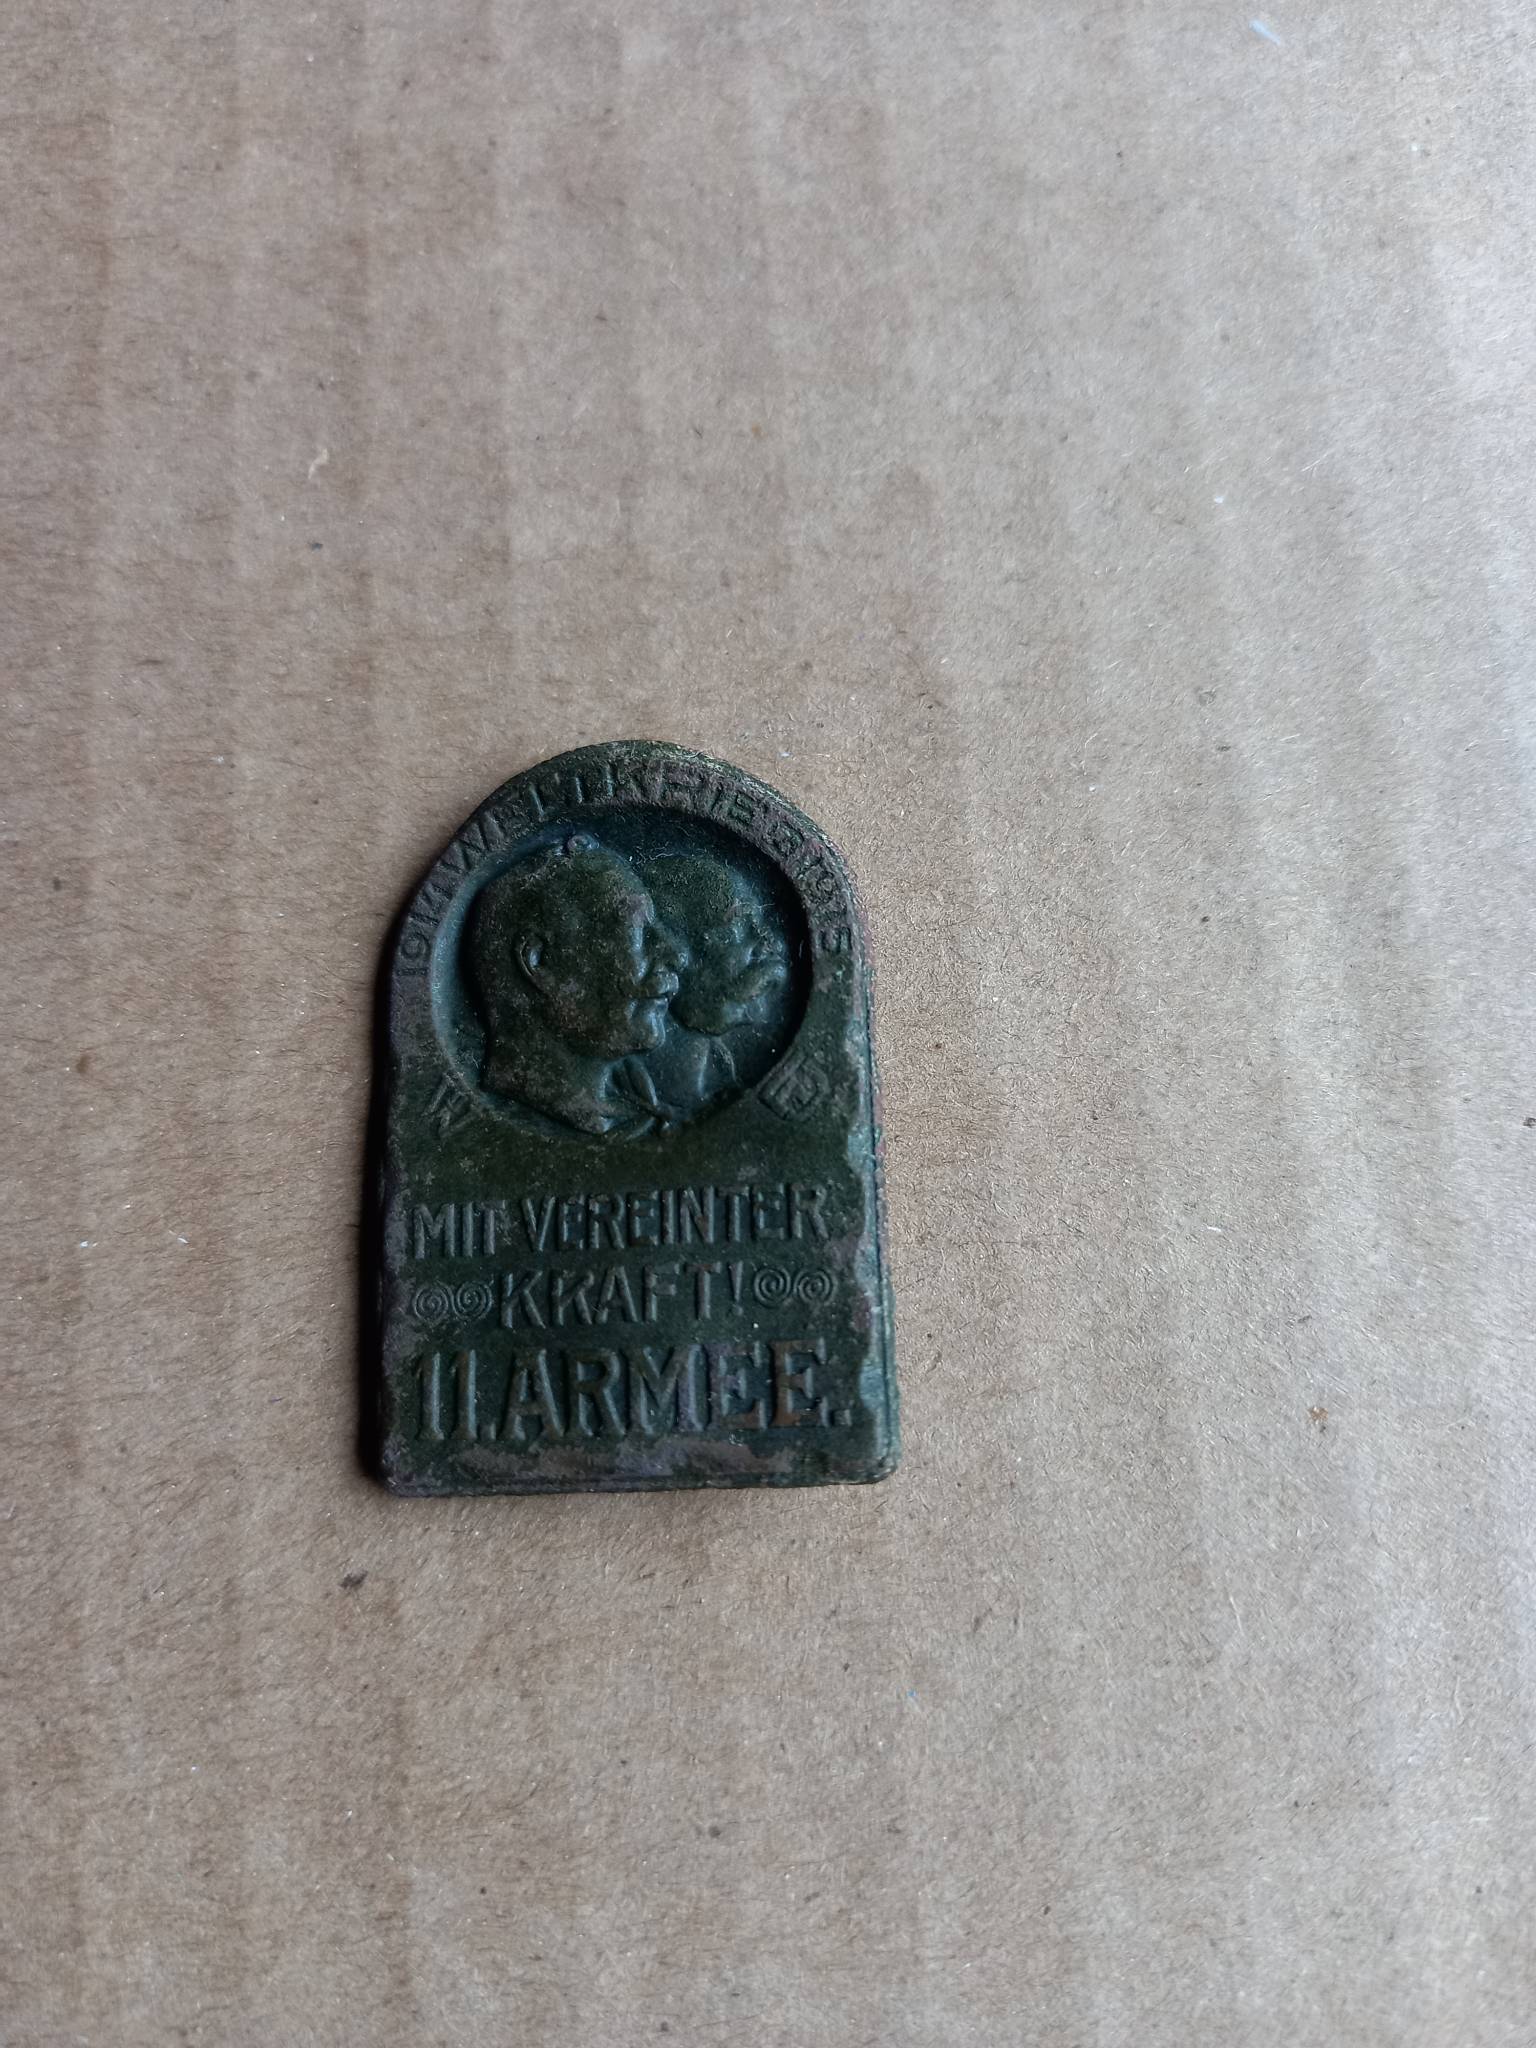 1914 WELTKRIEG 1915
MIT VEREINTER
KRAFT!
11. ARMEE.